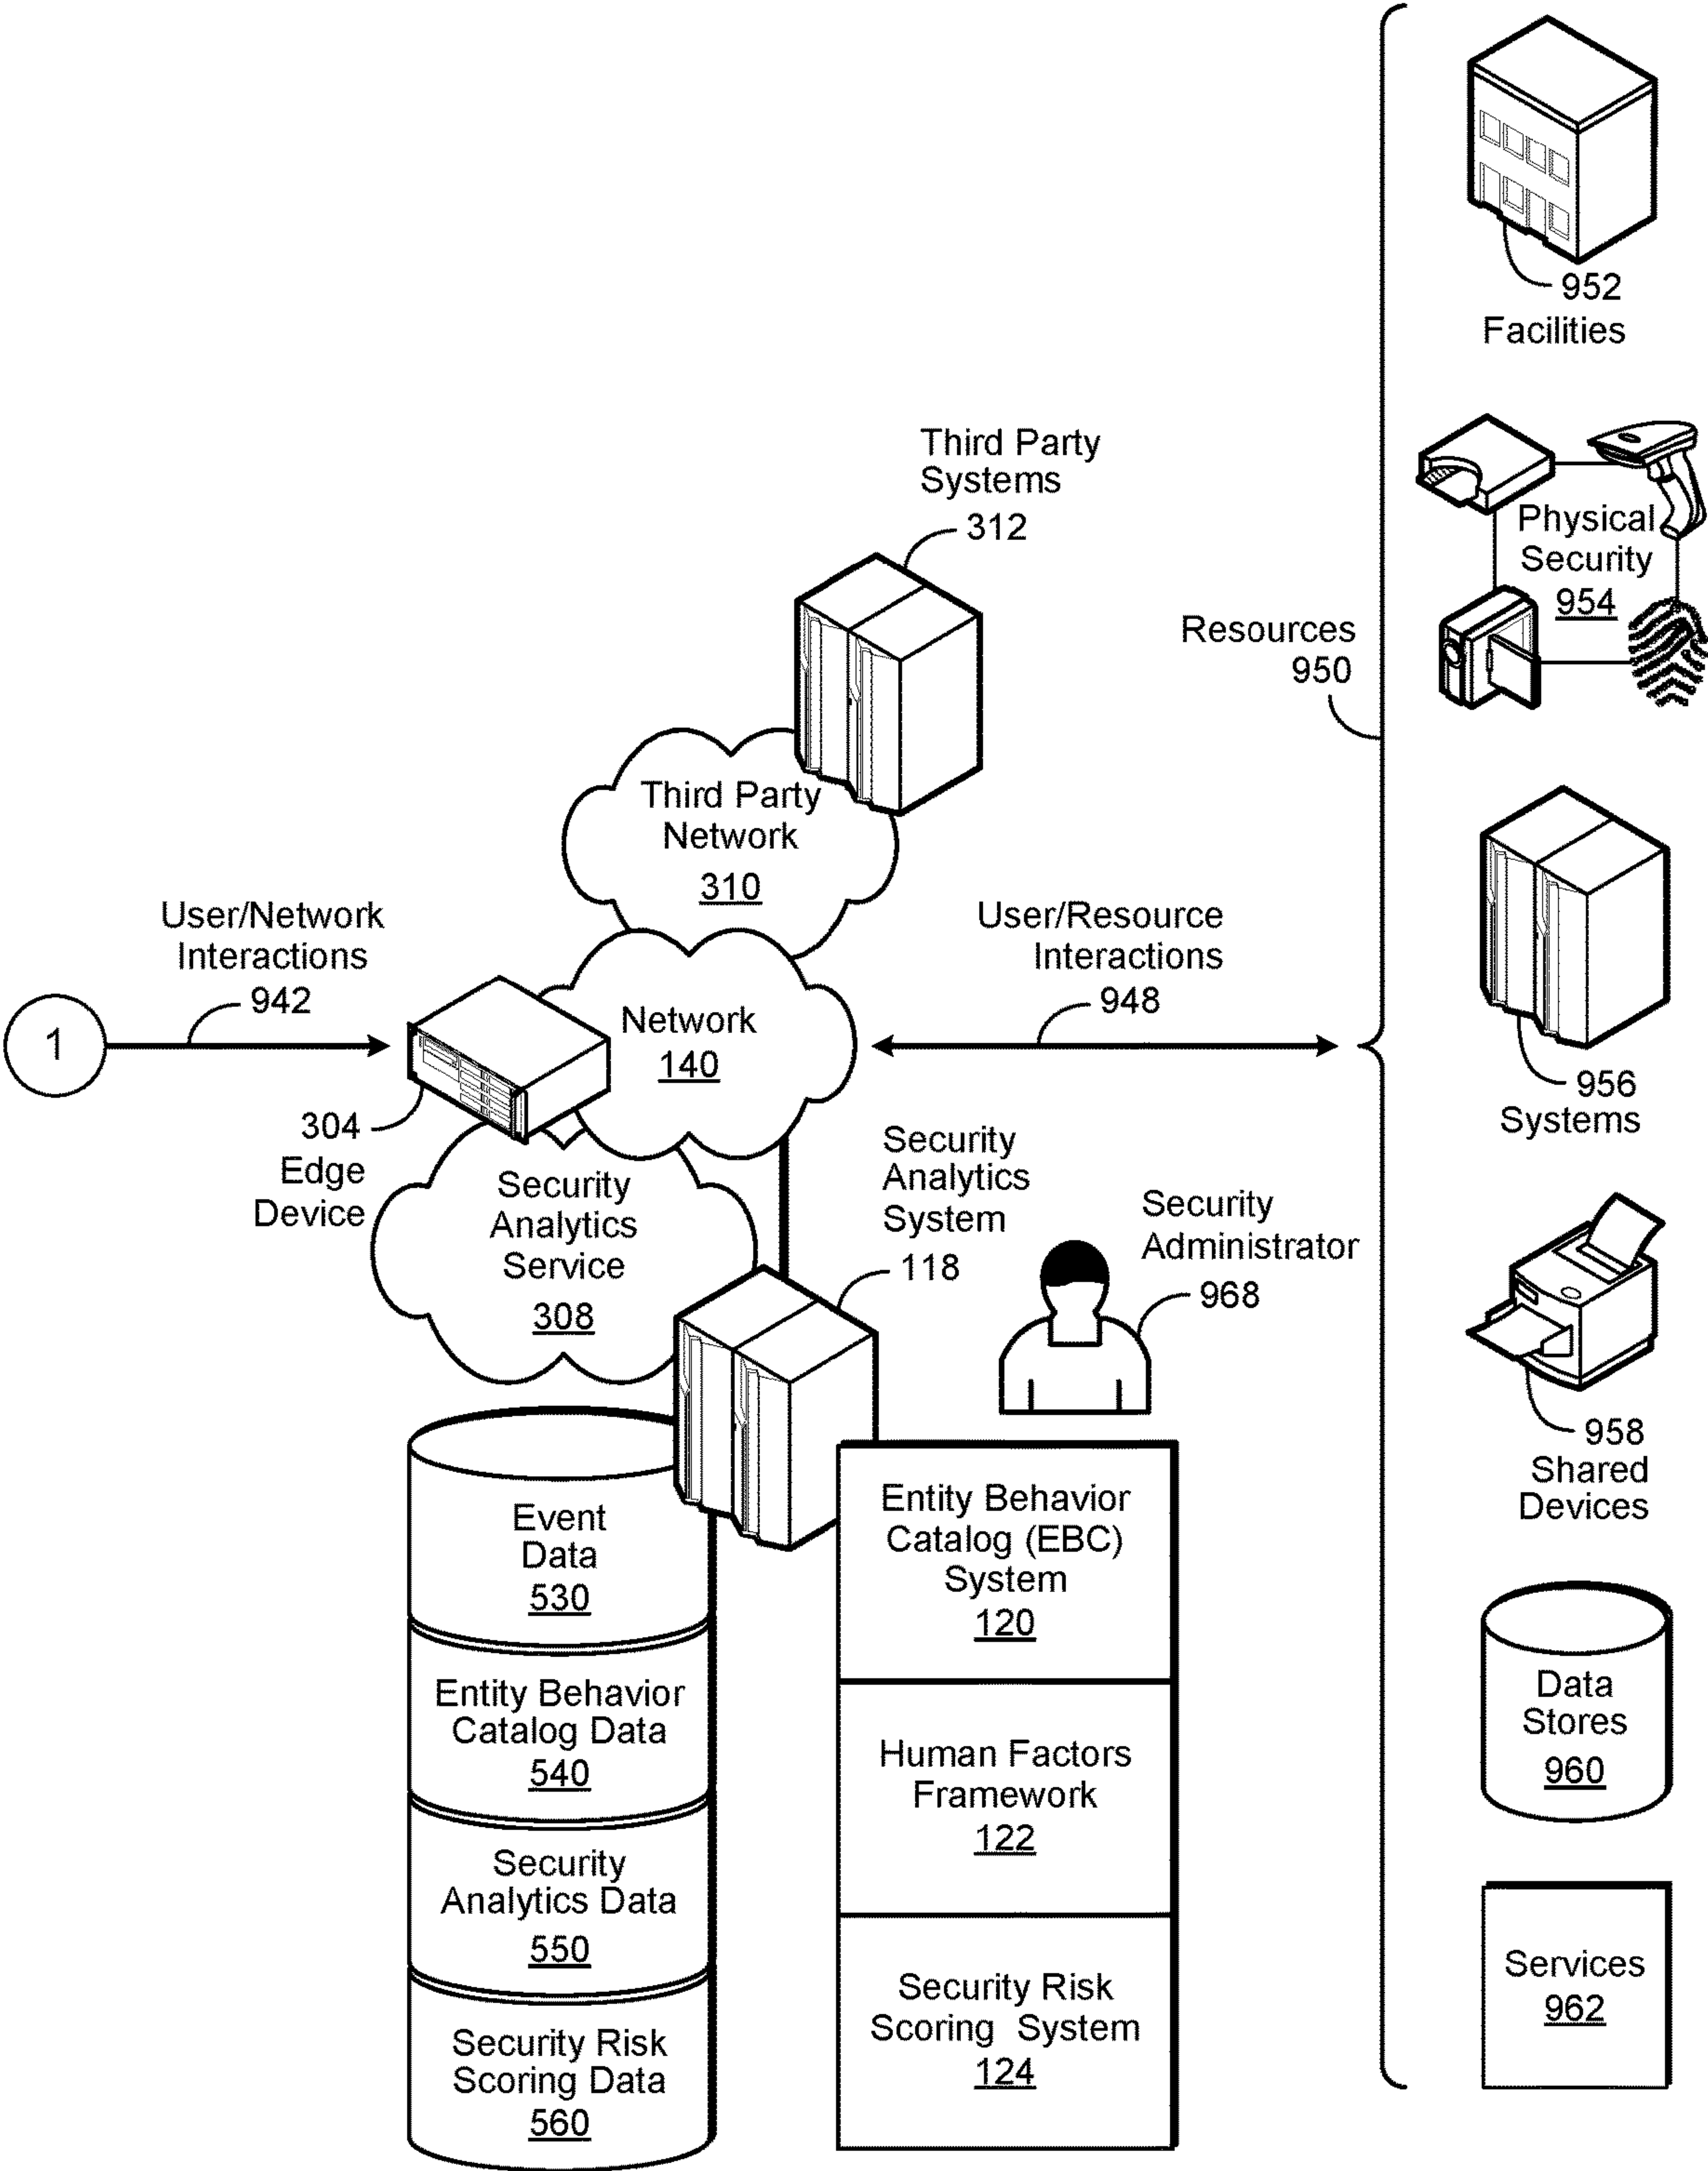 952
Facilities
Third Party
Systems
312
Physical
Security
954
Resources
950
Third Party
Network
310
User/Network
Interactions
942
User/Resource
Interactions
948
1
Network
140
956
Systems
304
Edge
Device
Security
Analytics
Service
308
Security
Analytics
System
118
Security
Administrator
968
958
Shared
Devices
Event
Data
530
Entity Behavior
Catalog Data
540
Security
Analytics Data
550
Security Risk
Scoring Data
560
Entity Behavior
Catalog (EBC)
System
120
Human Factors
Framework
122
Security Risk
Scoring System
124
Data
Stores
960
Services
962